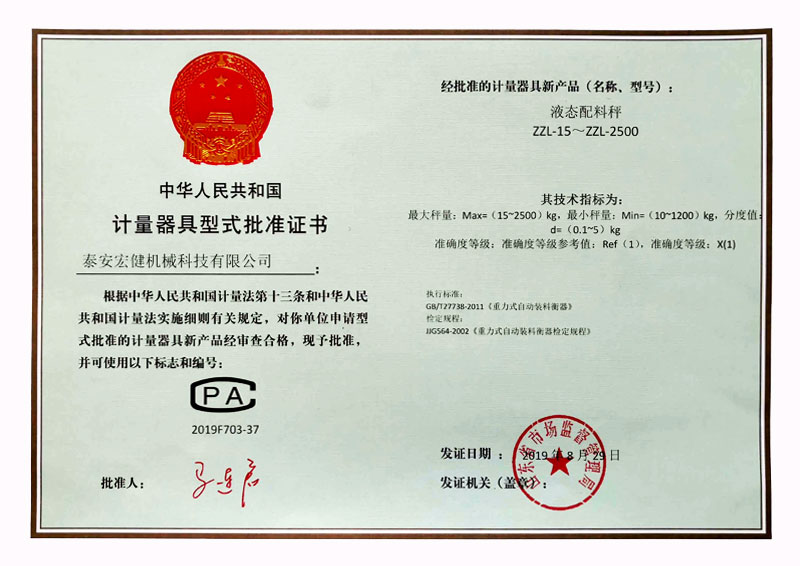 中华人民共和国
计量器具型式批准证书
泰安宏健机械科技有限公司：
根据中华人民共和国计量法第十三条和中华人民
共和国计量法实施细则有关规定，对你单位申请型
式批准的计量器具新产品经审查合格，现予批准，
并可使用以下标志和编号：
CPA
2019F703-37
批准人：
经批准的计量器具新产品（名称、型号）：
液态配料秤
ZZL-15～ZZL-2500
其技术指标为：
最大秤量：Max=（15~2500）kg，最小秤量：Min=（10~1200）kg，分度值：
d=（0.1~5）kg
准确度等级：准确度等级参考值：Ref（1），准确度等级：X(1)
执行标准：
GB/T27738-2011《重力式自动装料衡器》
检定规程：
JJG564-2002《重力式自动装料衡器检定规程》
发证日期：2019年8月29日
发证机关（盖章）：
山东省市场监督管理局